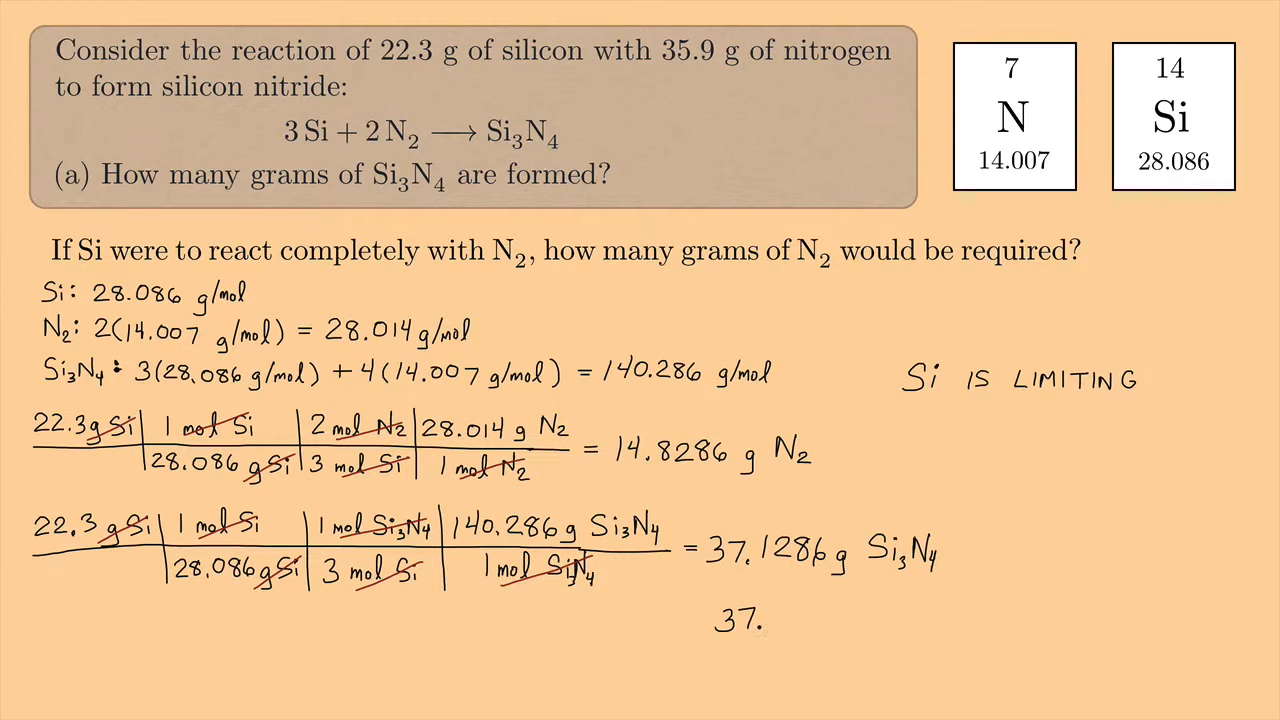 Consider the reaction of 22.3 g of silicon with 35.9 g of nitrogen
to form silicon nitride:
3 Si + 2 N₂ ⟶ Si₃N₄
(a) How many grams of Si₃N₄ are formed?
7
N
14.007
14
Si
28.086
If Si were to react completely with N₂, how many grams of N₂ would be required?
Si: 28.086 g/mol
N₂: 2(14.007 g/mol) = 28.014 g/mol
Si₃N₄: 3(28.086 g/mol) + 4(14.007 g/mol) = 140.286 g/mol
Si IS LIMITING
22.3 g Si | 1 mol Si | 2 mol N₂ | 28.014 g N₂
28.086 g Si | 3 mol Si | 1 mol N₂
= 14.8286 g N₂
22.3 g Si | 1 mol Si | 1 mol Si₃N₄ | 140.286 g Si₃N₄
28.086 g Si | 3 mol Si | 1 mol Si₃N₄
= 37.1286 g Si₃N₄
37.